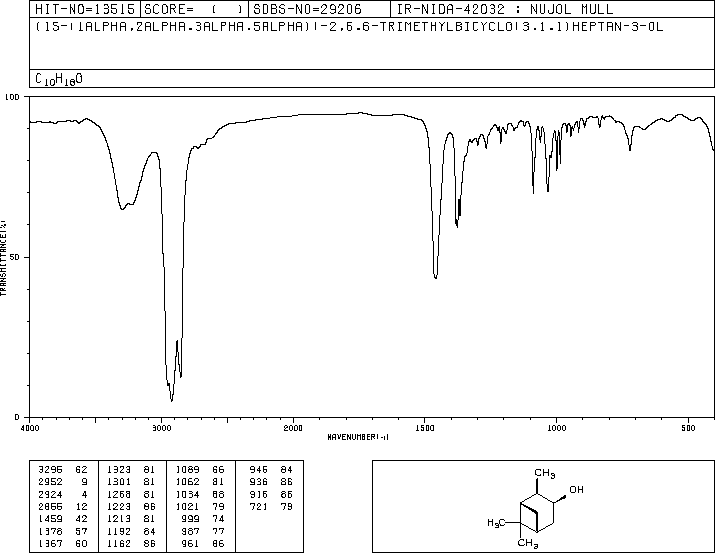 HIT-NO=13515 SCORE= ( ) SDBS-NO=29206 IR-NIDA-42032 : NUJOL MULL
(1S-(1ALPHA,2ALPHA,3ALPHA,5ALPHA))-2,6,6-TRIMETHYLBICYCLO(3.1.1)HEPTAN-3-OL
C10H18O
100
50
0
TRANSMITTANCE(%)
4000 3000 2000 1500 1000 500
WAVENUMBER(-1)
3295 62 1323 81 1089 66 945 84
2952 9 1301 81 1062 81 936 86
2924 4 1268 81 1034 68 916 86
2866 12 1223 86 1021 79 721 79
1459 42 1213 81 999 74
1378 57 1192 84 987 77
1367 60 1162 86 961 86
CH3
OH
H3C
CH3